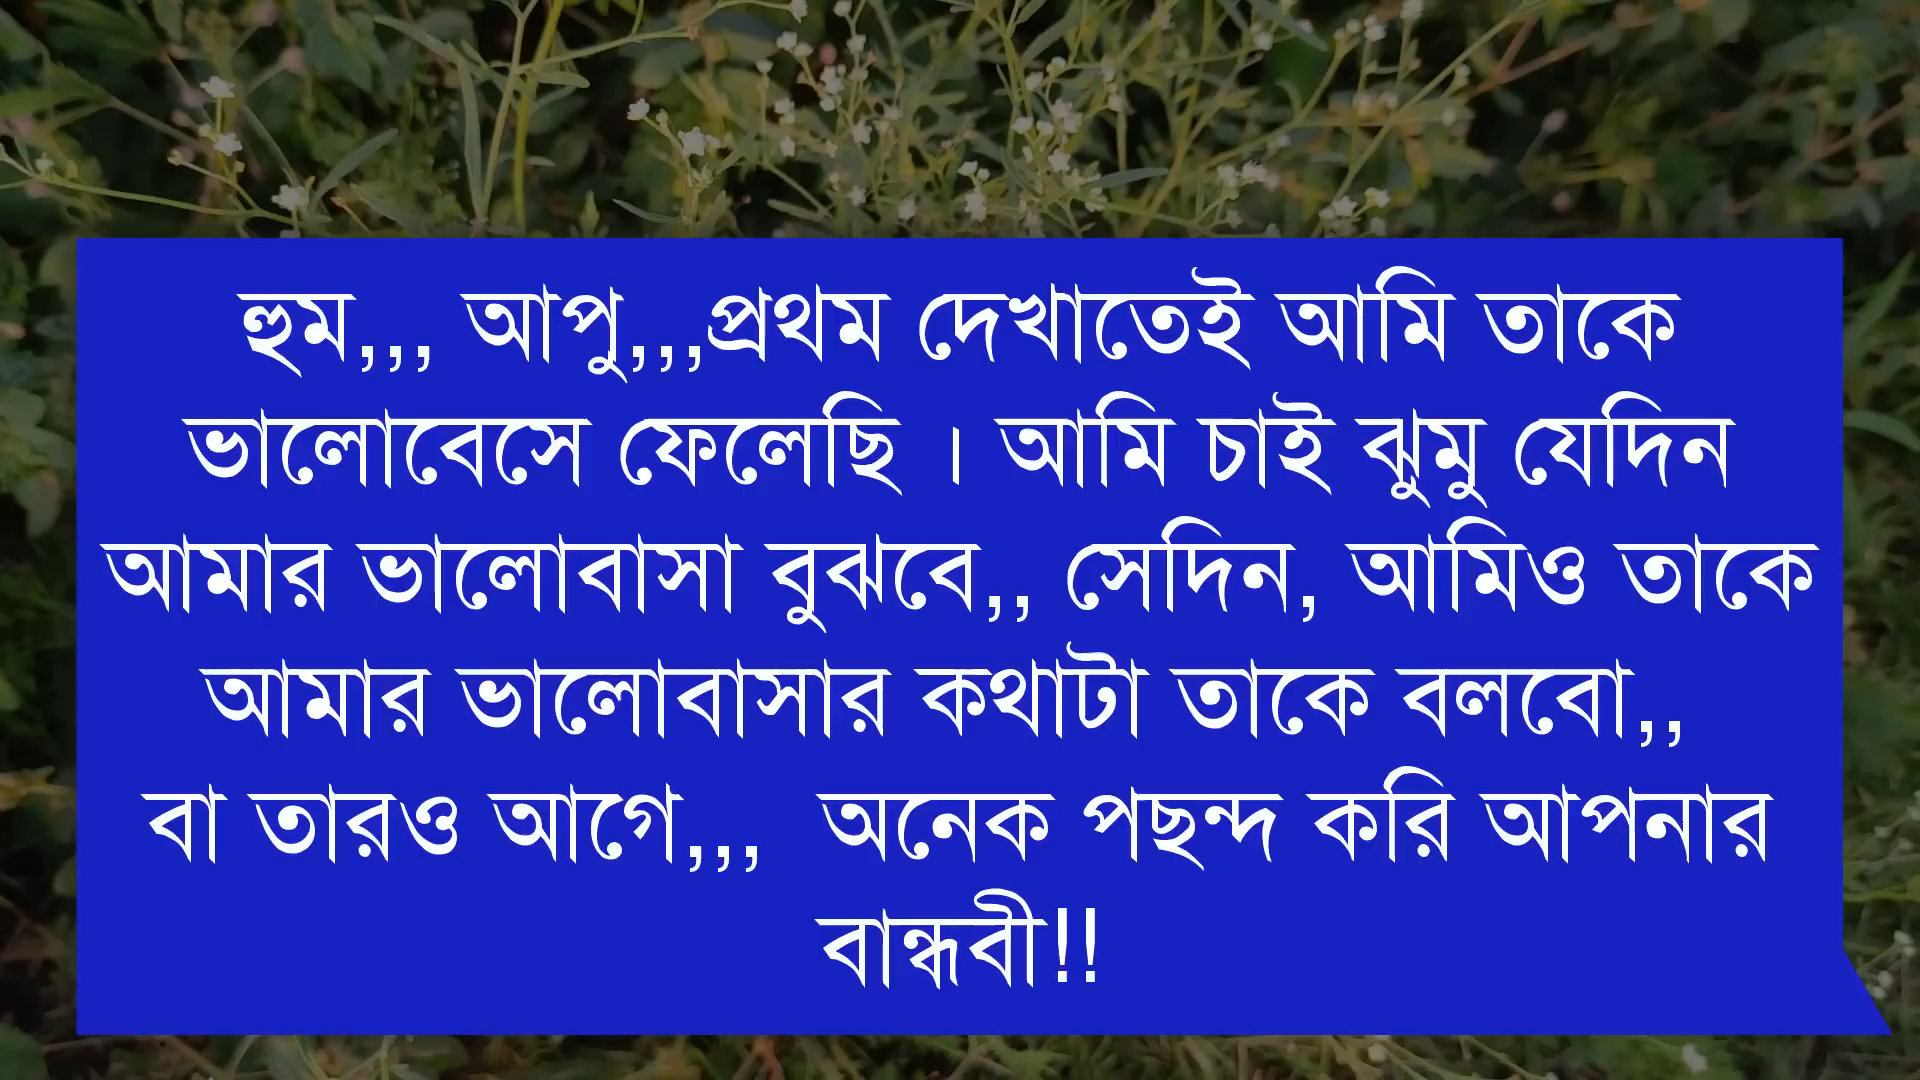 হুম,,, আপু,,,প্রথম দেখাতেই আমি তাকে
ভালোবেসে ফেলেছি । আমি চাই ঝুমু যেদিন
আমার ভালোবাসা বুঝবে,, সেদিন, আমিও তাকে
আমার ভালোবাসার কথাটা তাকে বলবো,,
বা তারও আগে,,, অনেক পছন্দ করি আপনার
বান্ধবী!!